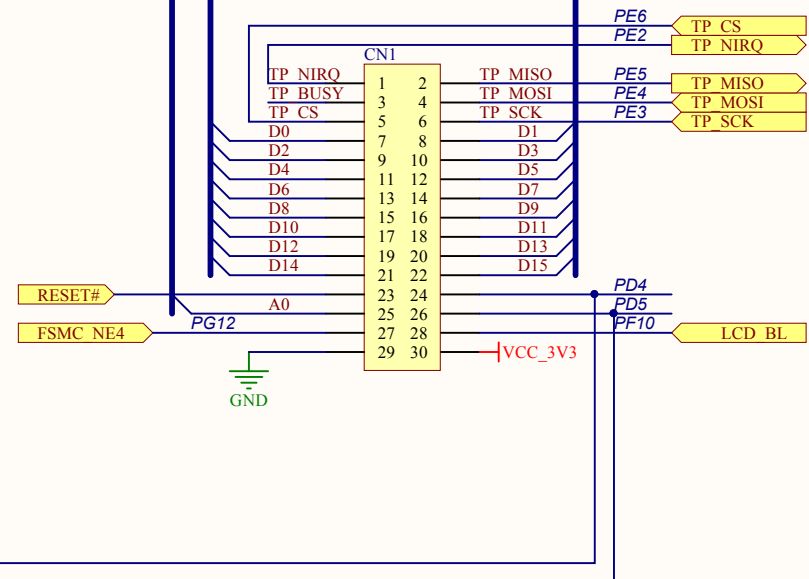 PE6 TP_CS
PE2 TP_NIRQ
CN1
TP_NIRQ 1 2 TP_MISO PE5 TP_MISO
TP_BUSY 3 4 TP_MOSI PE4 TP_MOSI
TP_CS 5 6 TP_SCK PE3 TP_SCK
D0 7 8 D1
D2 9 10 D3
D4 11 12 D5
D6 13 14 D7
D8 15 16 D9
D10 17 18 D11
D12 19 20 D13
D14 21 22 D15
RESET# 23 24 PD4
A0 25 26 PD5
FSMC_NE4 PG12 27 28 PF10 LCD_BL
29 30 VCC_3V3
GND